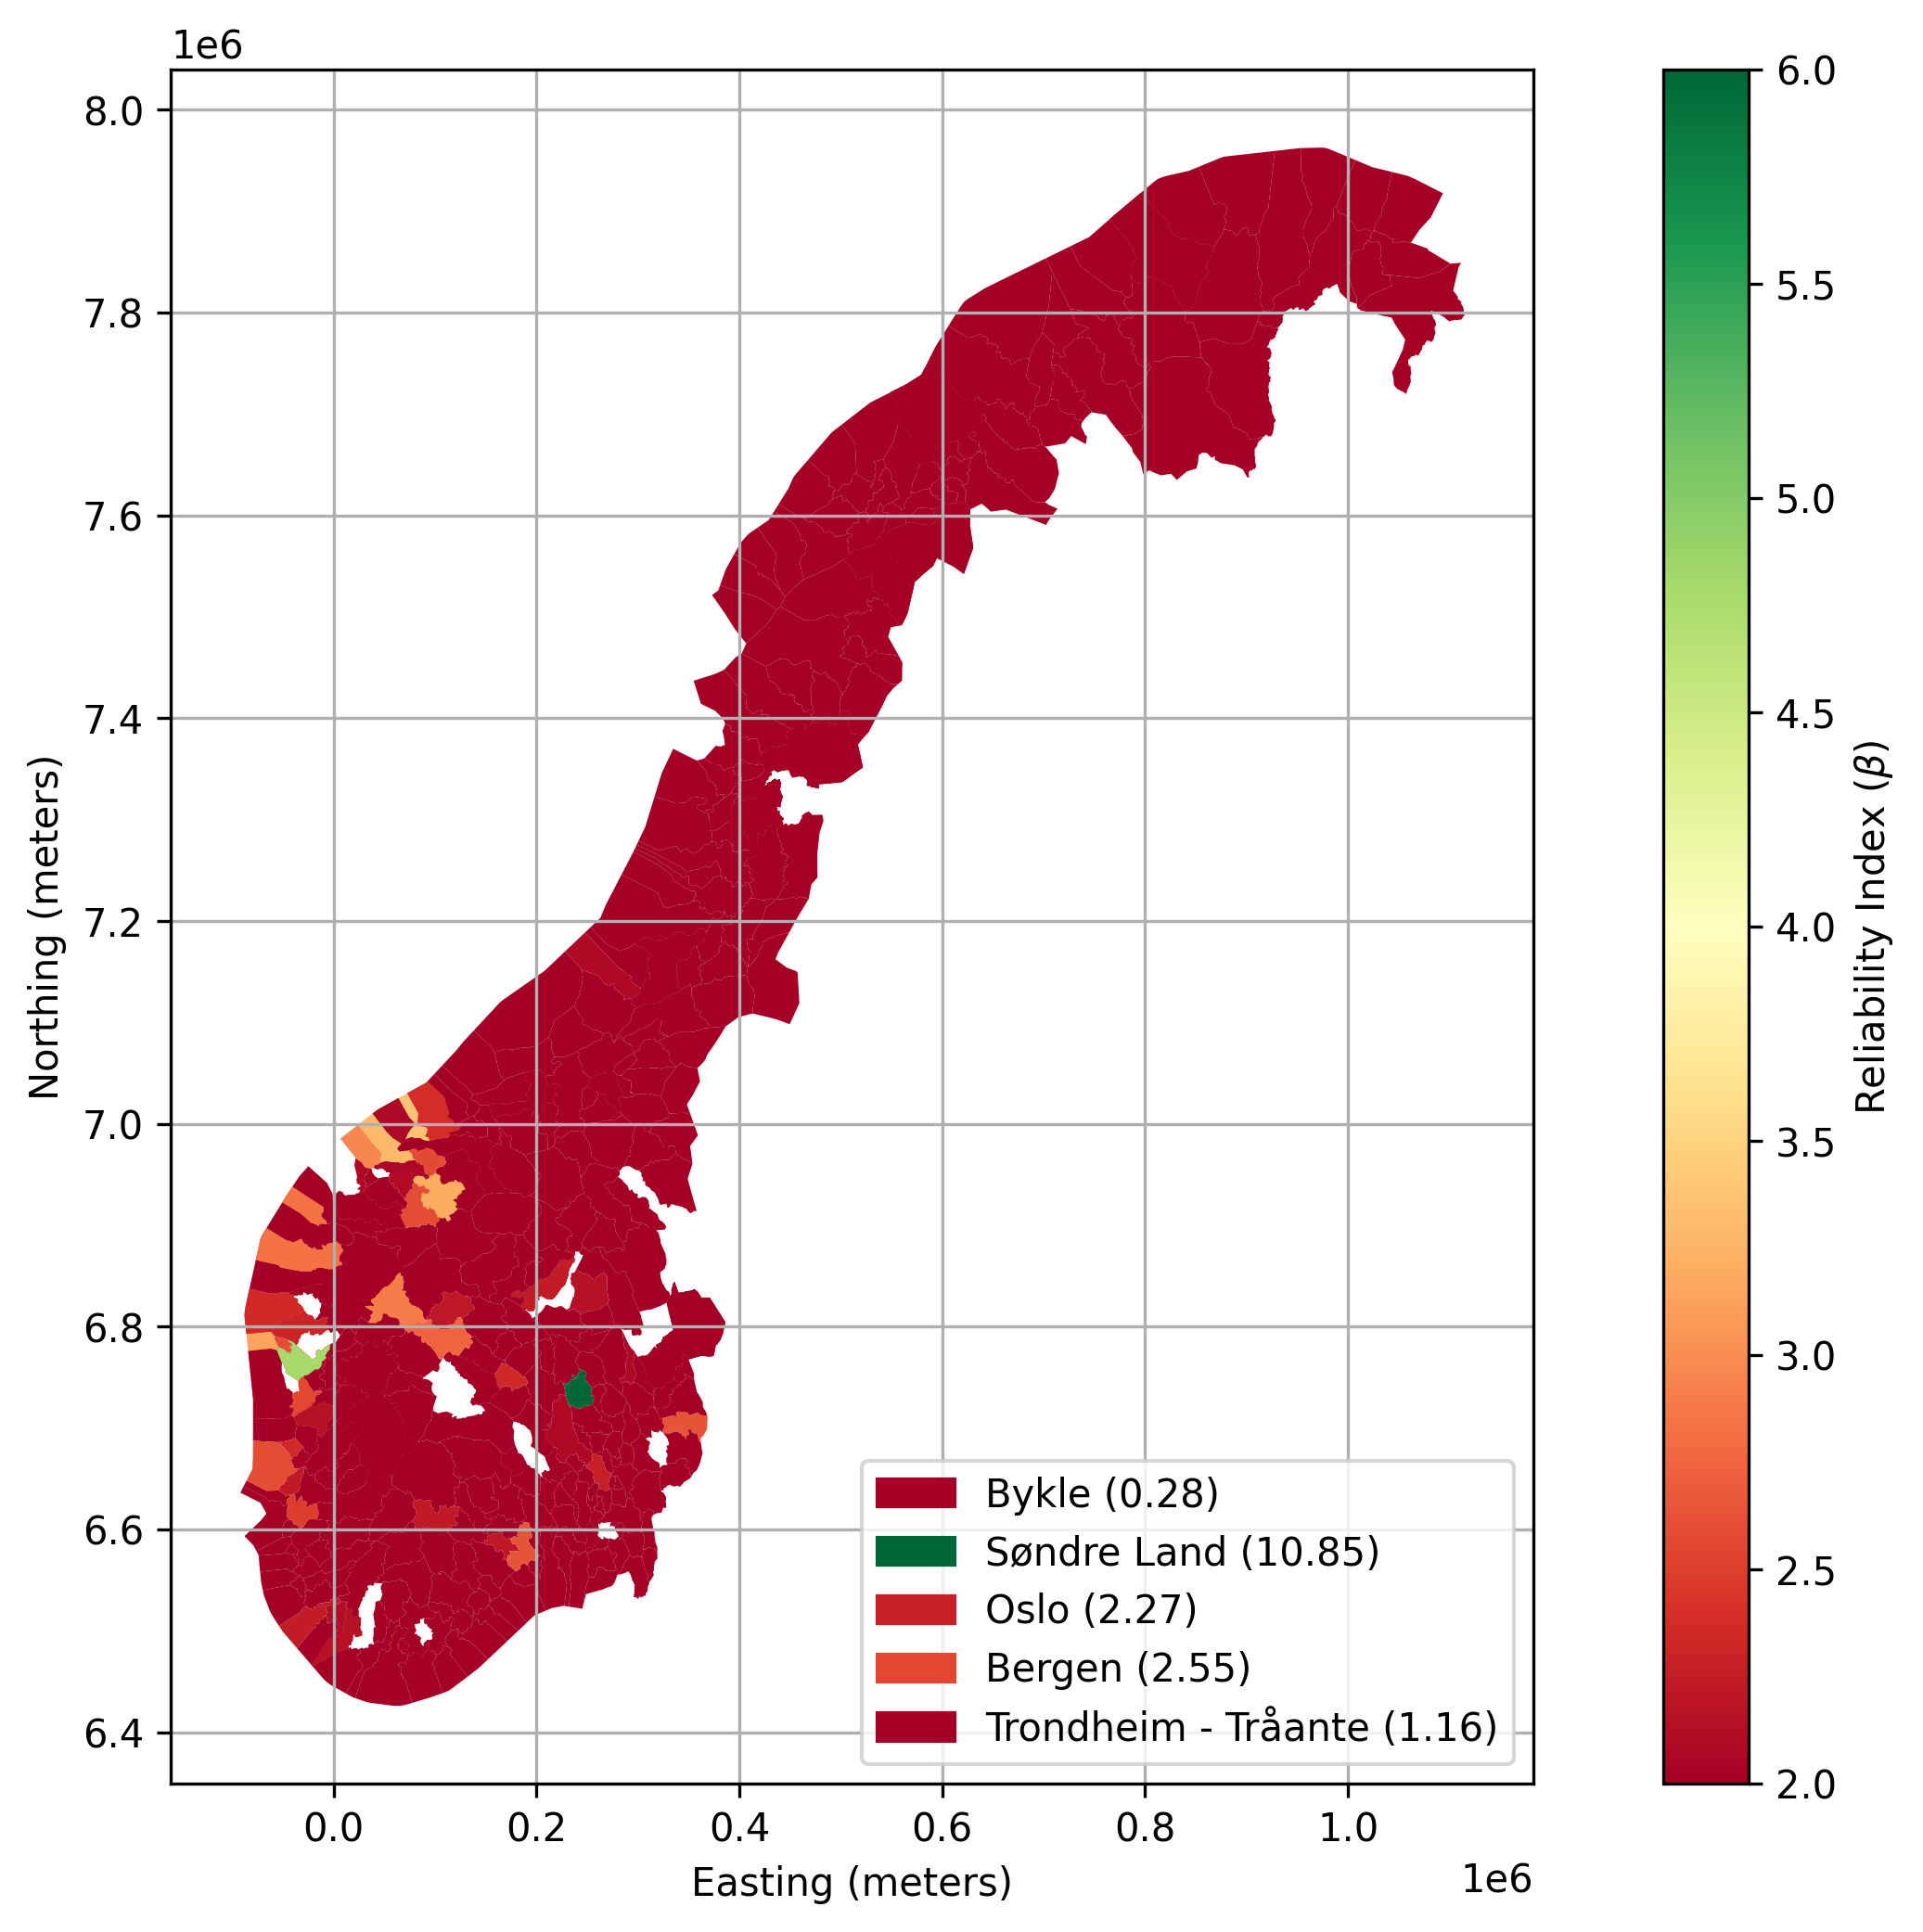 1e6
8.0
7.8
7.6
7.4
7.2
7.0
6.8
6.6
6.4
Northing (meters)
0.0 0.2 0.4 0.6 0.8 1.0
Easting (meters)
1e6
Bykle (0.28)
Søndre Land (10.85)
Oslo (2.27)
Bergen (2.55)
Trondheim - Tråante (1.16)
6.0
5.5
5.0
4.5
4.0
3.5
3.0
2.5
2.0
Reliability Index (β)